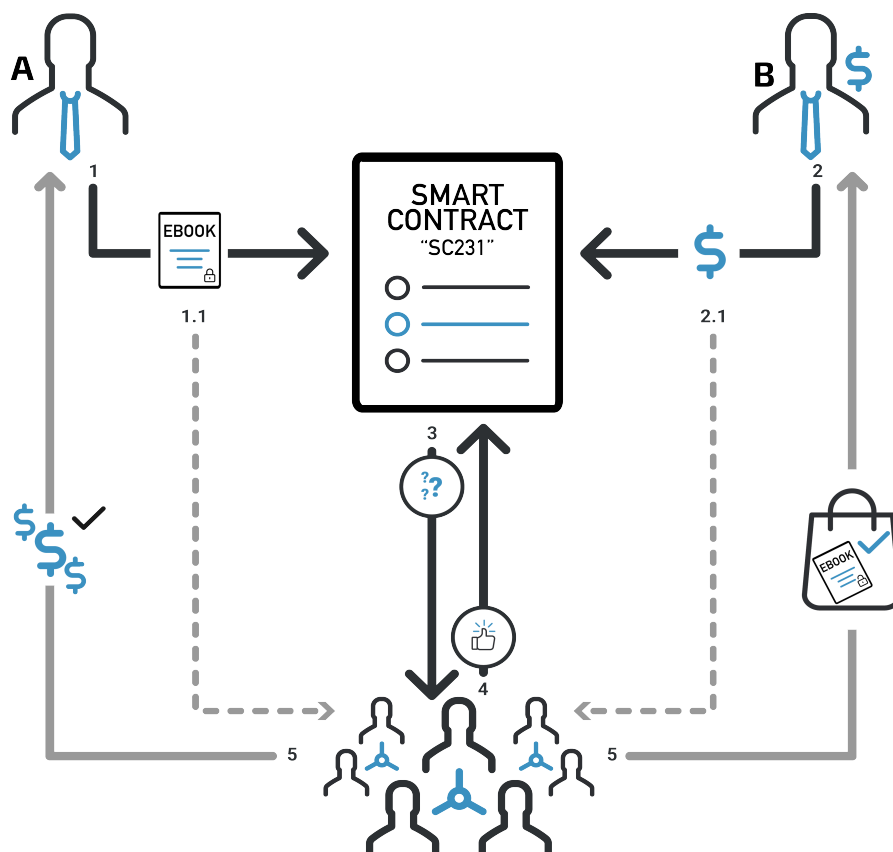 A
B
$
1
2
EBOOK
SMART
CONTRACT
“SC231”
$
1.1
2.1
3
??
?
$
$
$
EBOOK
4
5
5